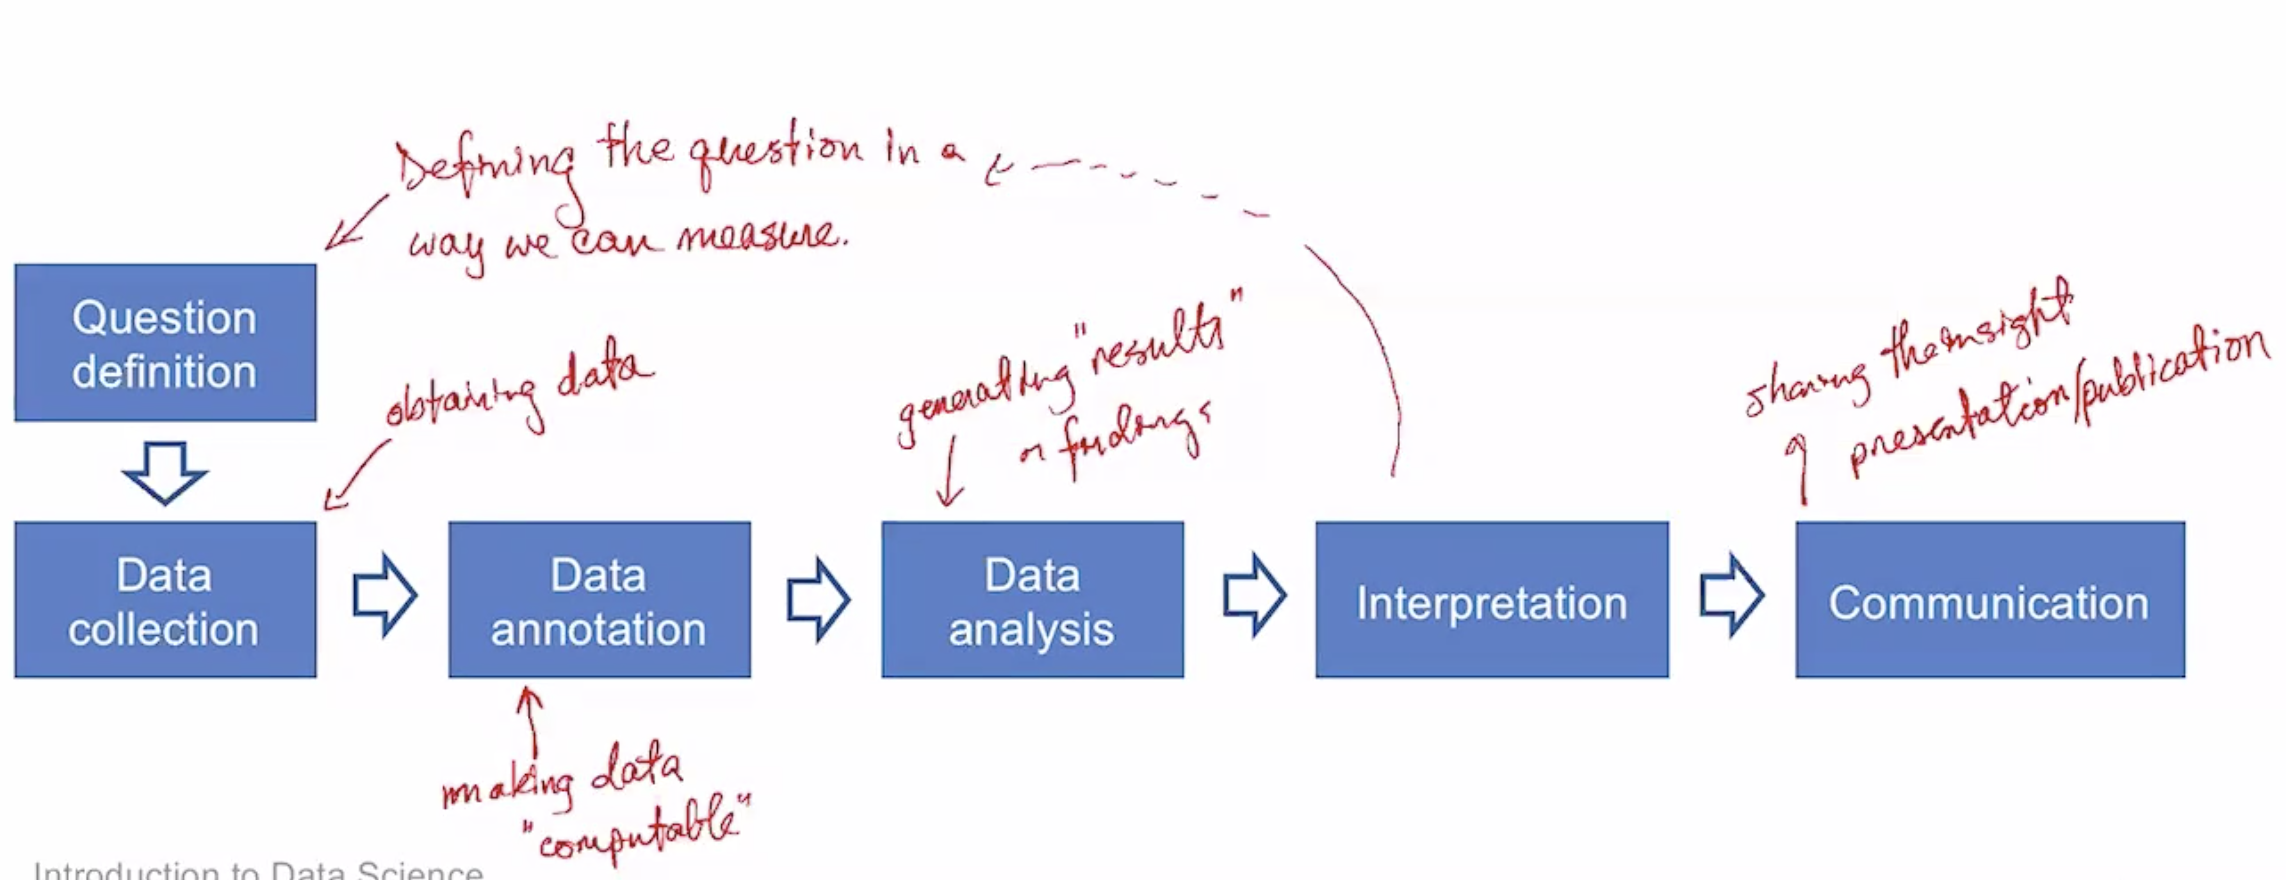 Defining the question in a
way we can measure.
Question
definition
obtaining data
generating "results"
or findings
sharing the insight
presentation/publication
Data
collection
Data
annotation
Data
analysis
Interpretation
Communication
making data
"computable"
Introduction to Data Science